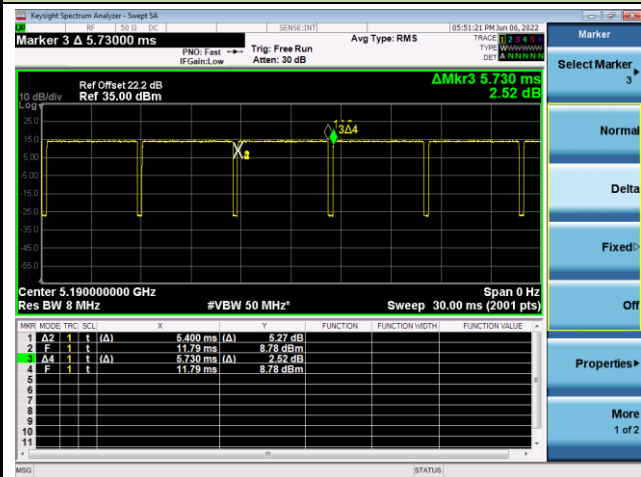 Keysight Spectrum Analyzer - Swept SA
RF 50 Ω DC SENSE:INT 05:51:21 PM Jun 06, 2022
Marker 3 Δ 5.73000 ms
PNO: Fast
IFGain:Low
Trig: Free Run
Atten: 30 dB
Avg Type: RMS
TRACE 1 2 3 4 5 6
TYPE WWWWWW
DET A N N N N N
Ref Offset 22.2 dB
10 dB/div Ref 35.00 dBm
Log
ΔMkr3 5.730 ms
2.52 dB
25.0
15.0
5.00
-5.00
-15.0
-25.0
-35.0
-45.0
-55.0
3Δ4
Center 5.190000000 GHz Span 0 Hz
Res BW 8 MHz #VBW 50 MHz* Sweep 30.00 ms (2001 pts)
MKR MODE TRC SCL X Y FUNCTION FUNCTION WIDTH FUNCTION VALUE
1 Δ2 1 t (Δ) 5.400 ms (Δ) 5.27 dB
2 F 1 t 11.79 ms 8.78 dBm
3 Δ4 1 t (Δ) 5.730 ms (Δ) 2.52 dB
4 F 1 t 11.79 ms 8.78 dBm
5
6
7
8
9
10
11
MSG STATUS
Marker
Select Marker
3
Normal
Delta
Fixed
Off
Properties
More
1 of 2